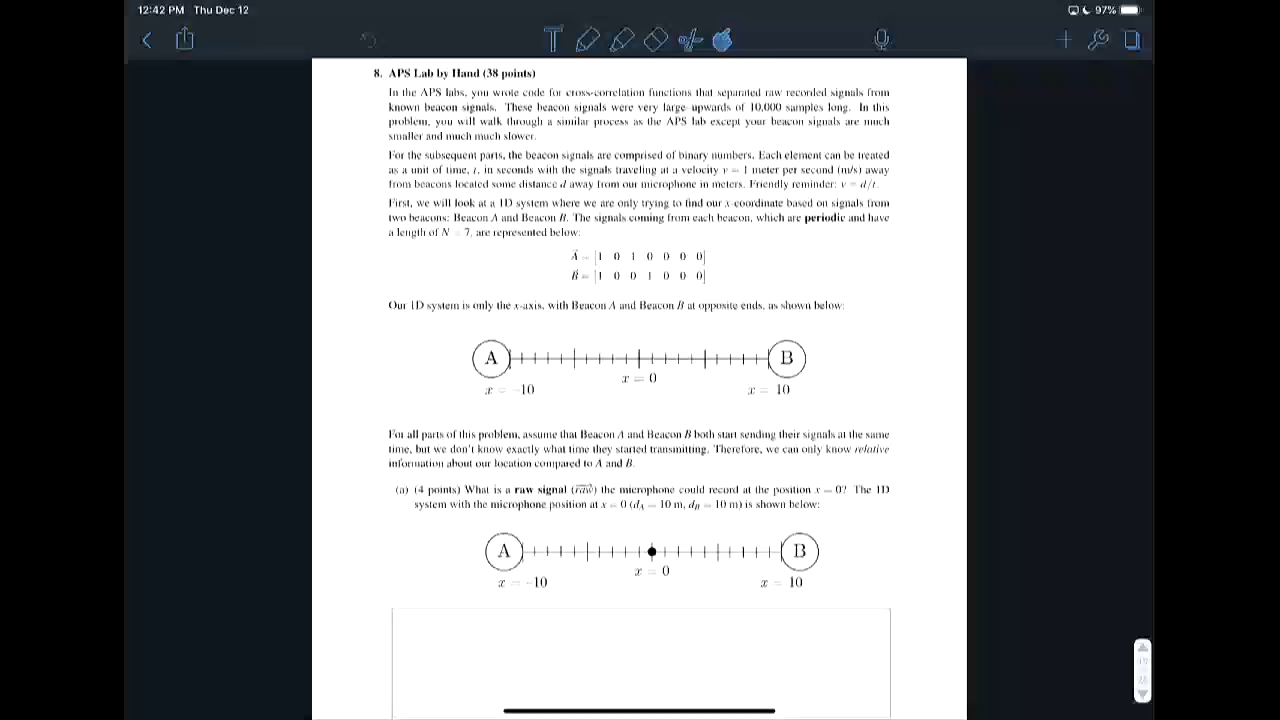 12:42 PM Thu Dec 12
97%
8. APS Lab by Hand (38 points)
In the APS labs, you wrote code for cross-correlation functions that separated raw recorded signals from
known beacon signals. These beacon signals were very large–upwards of 10,000 samples long. In this
problem, you will walk through a similar process as the APS lab except your beacon signals are much
smaller and much much slower.
For the subsequent parts, the beacon signals are comprised of binary numbers. Each element can be treated
as a unit of time, t, in seconds with the signals traveling at a velocity v = 1 meter per second (m/s) away
from beacons located some distance d away from our microphone in meters. Friendly reminder: v = d/t.
First, we will look at a 1D system where we are only trying to find our x-coordinate based on signals from
two beacons: Beacon A and Beacon B. The signals coming from each beacon, which are periodic and have
a length of N = 7, are represented below:
A⃗ = [1 0 1 0 0 0 0]
B⃗ = [1 0 0 1 0 0 0]
Our 1D system is only the x-axis, with Beacon A and Beacon B at opposite ends, as shown below:
A B
x = 0
x = −10 x = 10
For all parts of this problem, assume that Beacon A and Beacon B both start sending their signals at the same
time, but we don't know exactly what time they started transmitting. Therefore, we can only know relative
information about our location compared to A and B.
(a) (4 points) What is a raw signal (raw⃗) the microphone could record at the position x = 0? The 1D
system with the microphone position at x = 0 (d_A = 10 m, d_B = 10 m) is shown below:
A B
x = 0
x = −10 x = 10